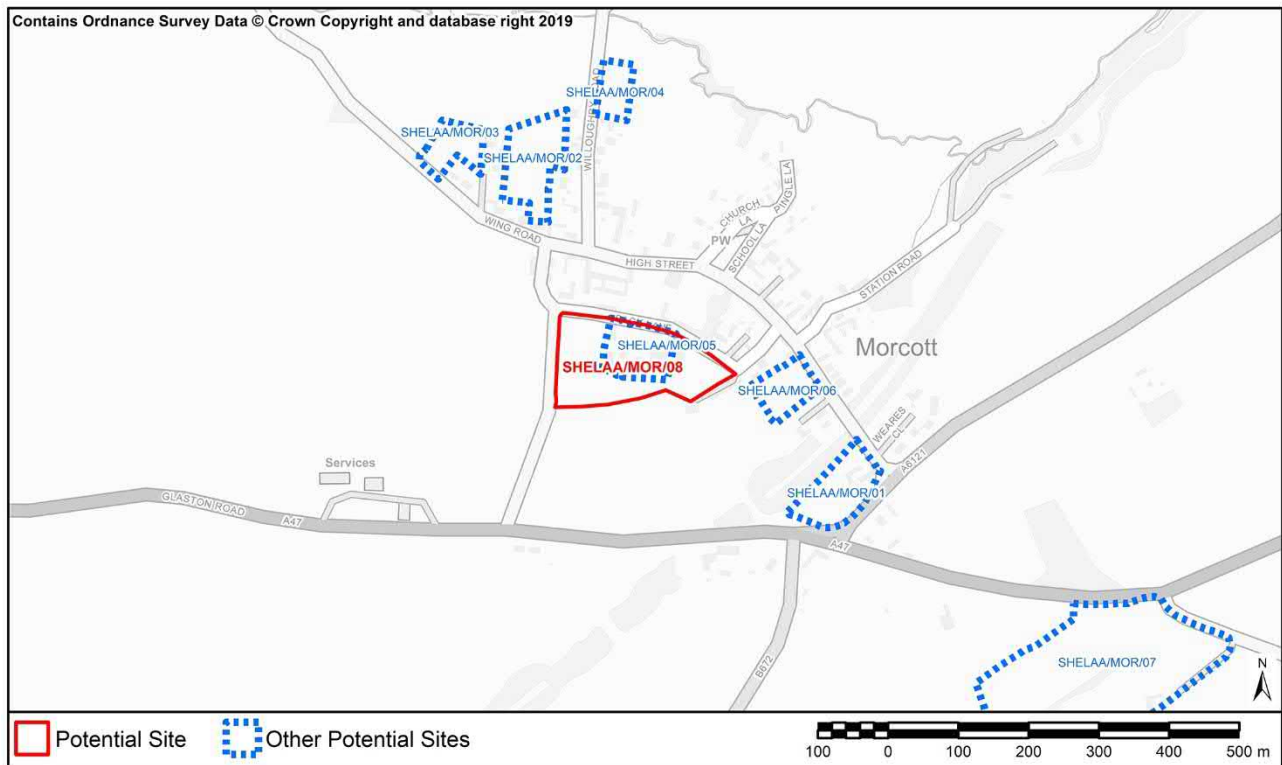 Contains Ordnance Survey Data © Crown Copyright and database right 2019
SHELAA/MOR/04
WILLOUGHBY ROAD
SHELAA/MOR/03
SHELAA/MOR/02
CHURCH LA
PINGLE LA
PW
SCHOOL LA
WING ROAD
HIGH STREET
STATION ROAD
SHELAA/MOR/05
SHELAA/MOR/08
Morcott
SHELAA/MOR/06
WEARES CL
A6121
Services
SHELAA/MOR/01
GLASTON ROAD
A47
A47
B672
SHELAA/MOR/07
N
Potential Site
Other Potential Sites
100 0 100 200 300 400 500 m